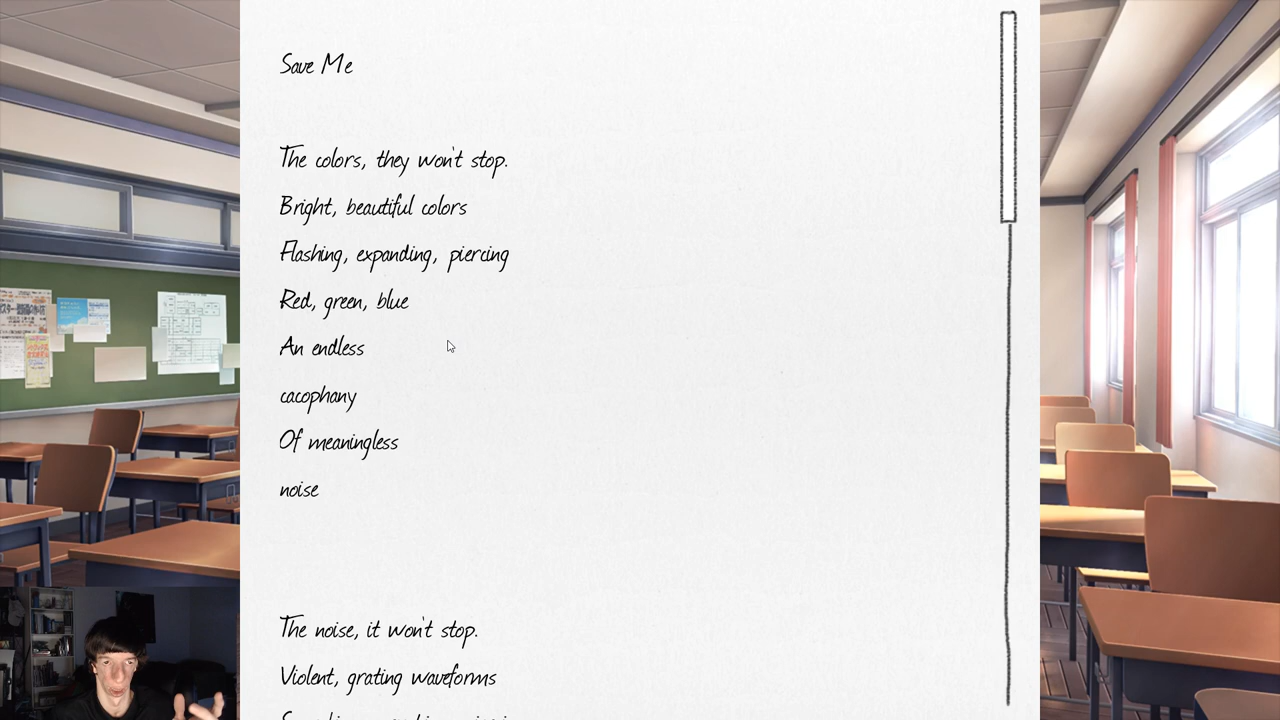 Save Me
The colors, they won't stop.
Bright, beautiful colors
Flashing, expanding, piercing
Red, green, blue
An endless
cacophany
Of meaningless
noise
The noise, it won't stop.
Violent, grating waveforms